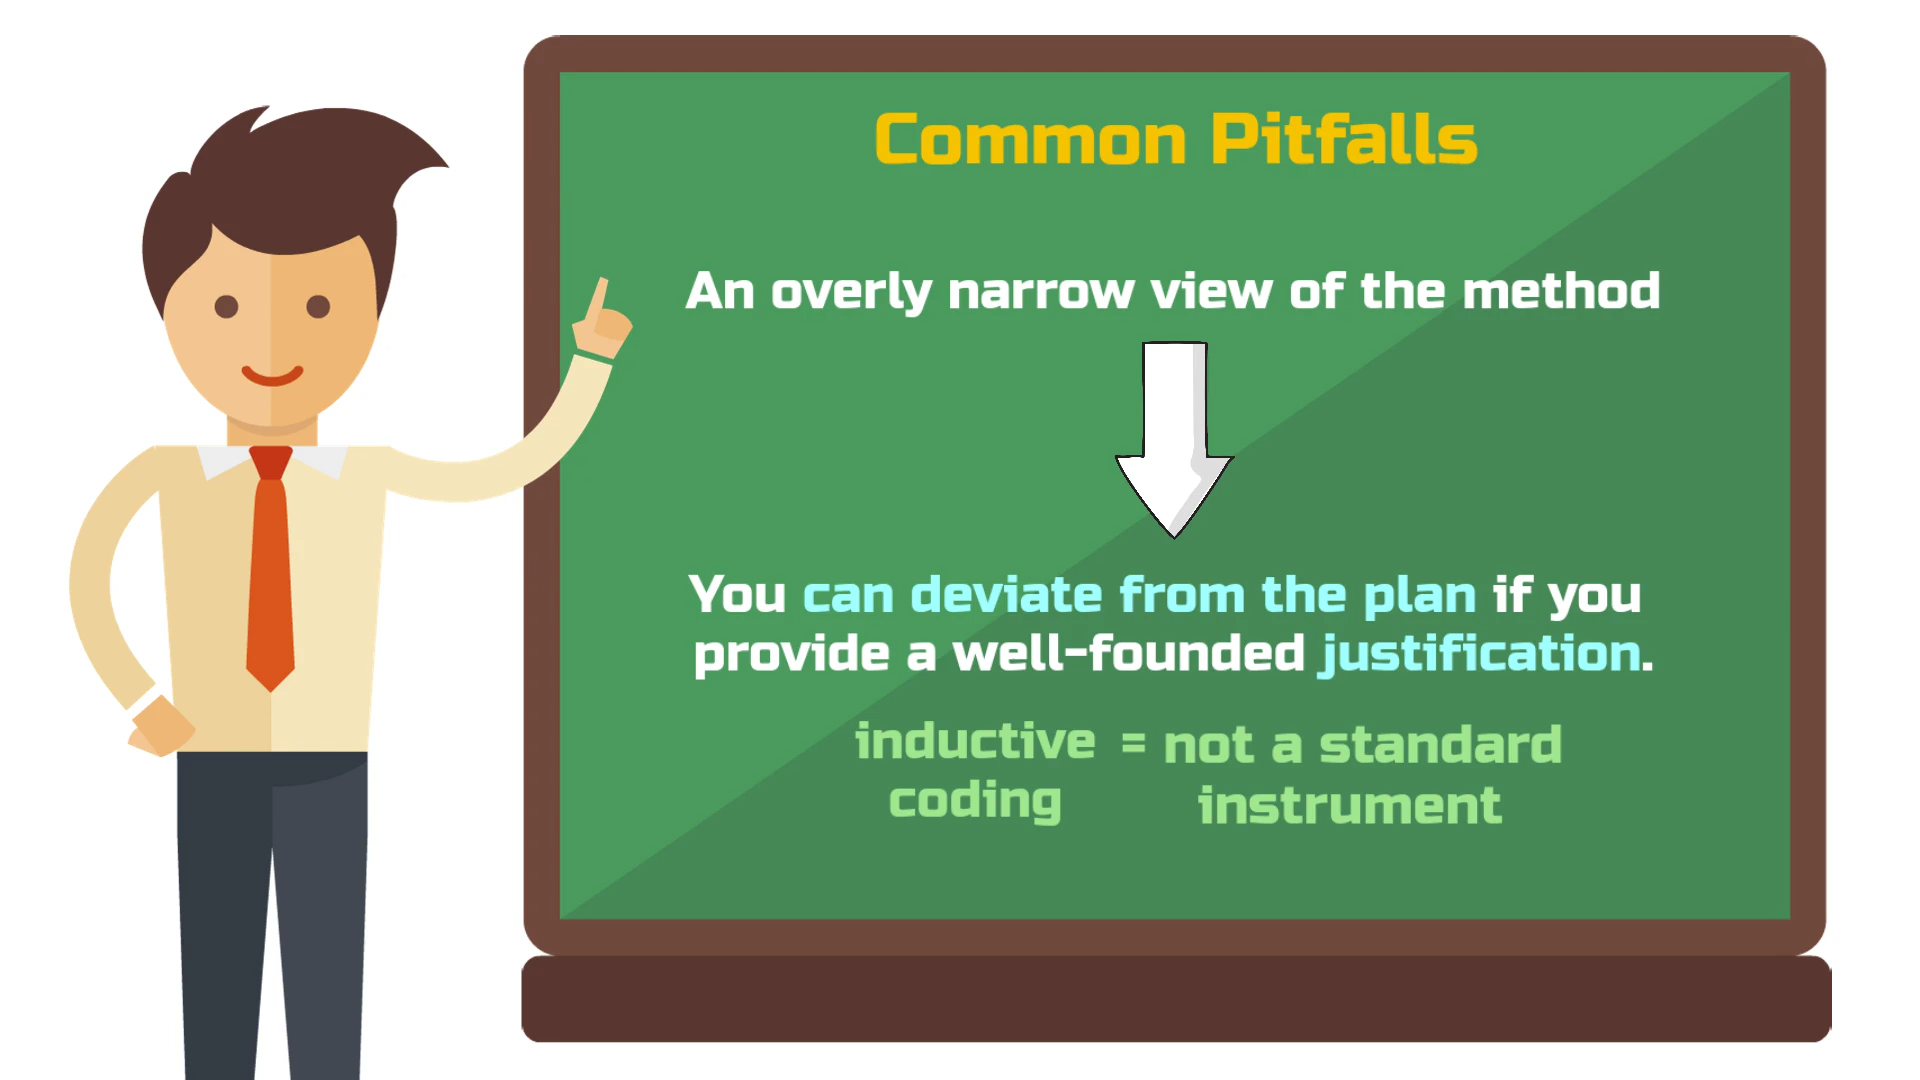 Common Pitfalls
An overly narrow view of the method
You can deviate from the plan if you
provide a well-founded justification.
inductive = not a standard
coding instrument